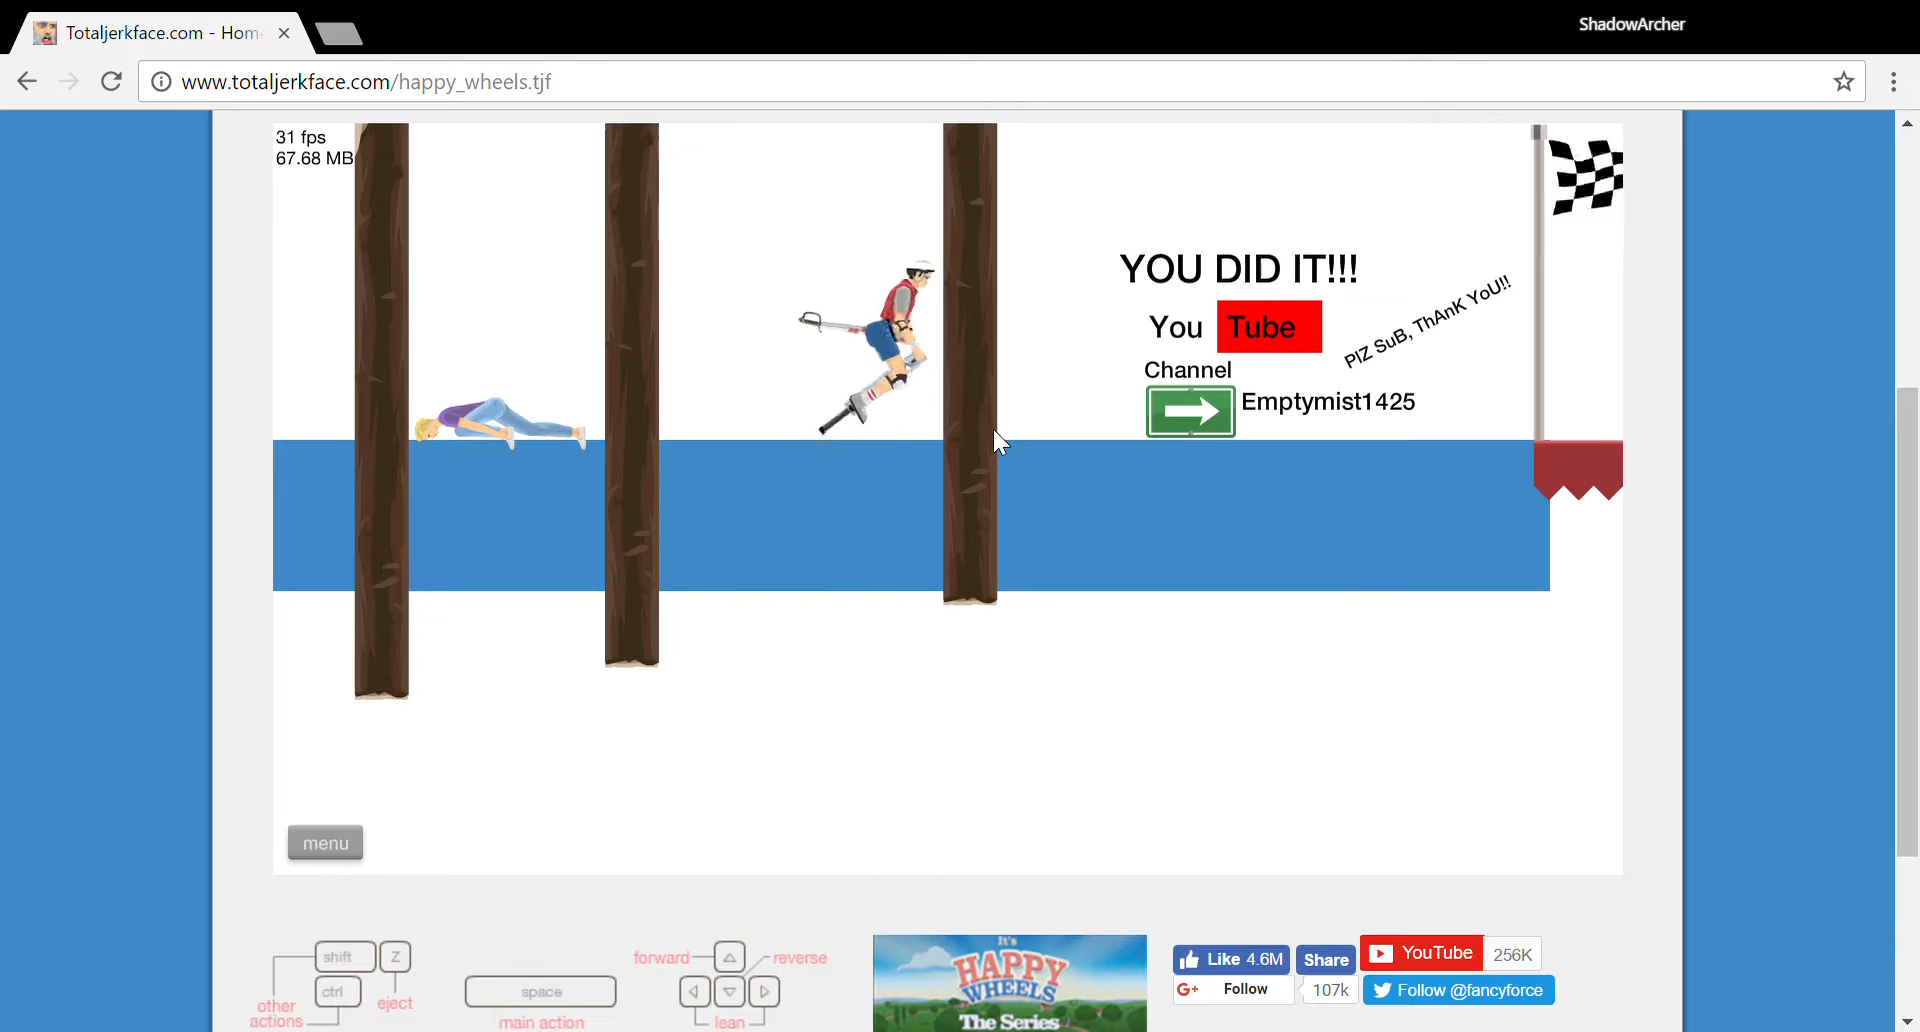 Totaljerkface.com - Home
ShadowArcher
www.totaljerkface.com/happy_wheels.tjf
31 fps
67.68 MB
YOU DID IT!!!
You Tube
PlZ SuB, ThAnK YoU!!
Channel
Emptymist1425
menu
shift Z
ctrl
other actions
eject
space
main action
forward
reverse
lean
It's
HAPPY
WHEELS
The Series
Like 4.6M
Share
YouTube 256K
G+ Follow 107k
Follow @fancyforce